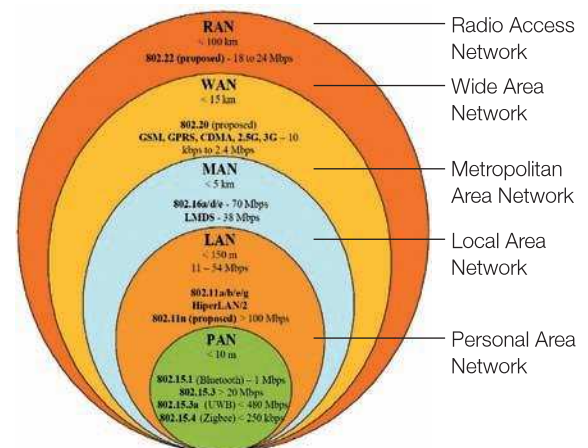 RAN
< 100 km
802.22 (proposed) - 18 to 24 Mbps
Radio Access
Network
WAN
< 15 km
802.20 (proposed)
GSM, GPRS, CDMA, 2.5G, 3G – 10
kbps to 2.4 Mbps
Wide Area
Network
MAN
< 5 km
802.16a/d/e - 70 Mbps
LMDS - 38 Mbps
Metropolitan
Area Network
LAN
< 150 m
11 – 54 Mbps
802.11a/b/e/g
HiperLAN/2
802.11n (proposed) > 100 Mbps
Local Area
Network
PAN
< 10 m
802.15.1 (Bluetooth) – 1 Mbps
802.15.3 > 20 Mbps
802.15.3a (UWB) < 480 Mbps
802.15.4 (Zigbee) < 250 kbps
Personal Area
Network